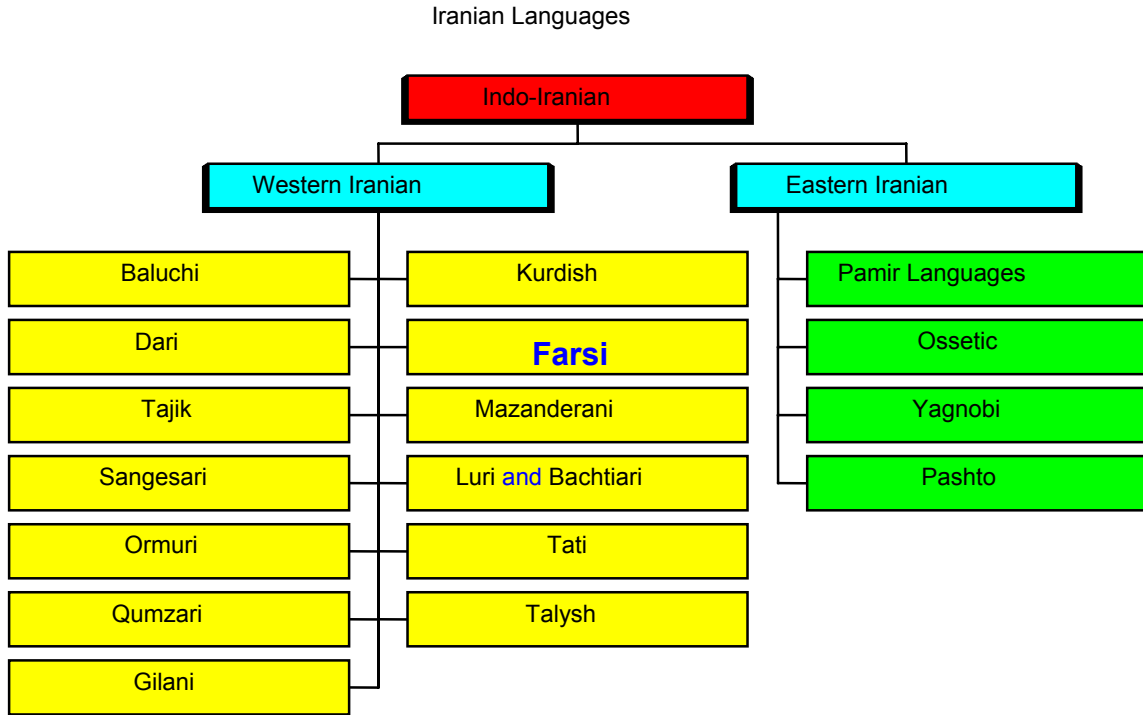 Iranian Languages
Indo-Iranian
Western Iranian
Eastern Iranian
Baluchi
Kurdish
Pamir Languages
Dari
Farsi
Ossetic
Tajik
Mazanderani
Yagnobi
Sangesari
Luri and Bachtiari
Pashto
Ormuri
Tati
Qumzari
Talysh
Gilani